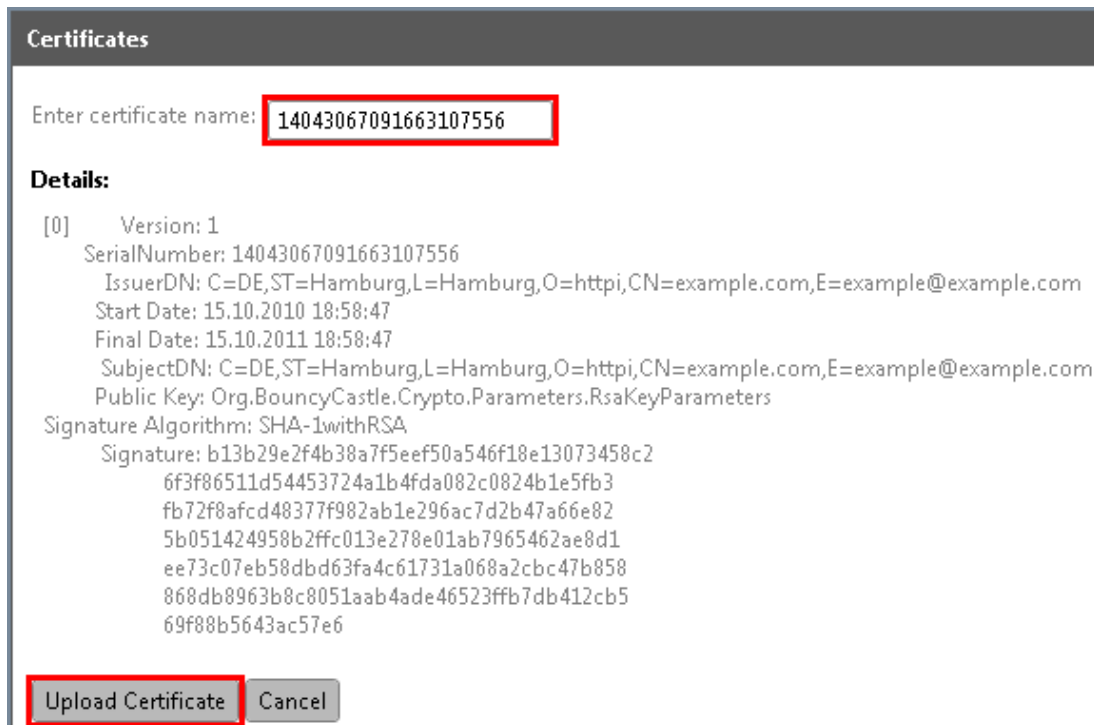 Certificates
Enter certificate name: 14043067091663107556
Details:
[0] Version: 1
SerialNumber: 14043067091663107556
IssuerDN: C=DE,ST=Hamburg,L=Hamburg,O=httpi,CN=example.com,E=example@example.com
Start Date: 15.10.2010 18:58:47
Final Date: 15.10.2011 18:58:47
SubjectDN: C=DE,ST=Hamburg,L=Hamburg,O=httpi,CN=example.com,E=example@example.com
Public Key: Org.BouncyCastle.Crypto.Parameters.RsaKeyParameters
Signature Algorithm: SHA-1withRSA
Signature: b13b29e2f4b38a7f5eef50a546f18e13073458c2
6f3f86511d54453724a1b4fda082c0824b1e5fb3
fb72f8afcd48377f982ab1e296ac7d2b47a66e82
5b051424958b2ffc013e278e01ab7965462ae8d1
ee73c07eb58dbd63fa4c61731a068a2cbc47b858
868db8963b8c8051aab4ade46523ffb7db412cb5
69f88b5643ac57e6
Upload Certificate Cancel